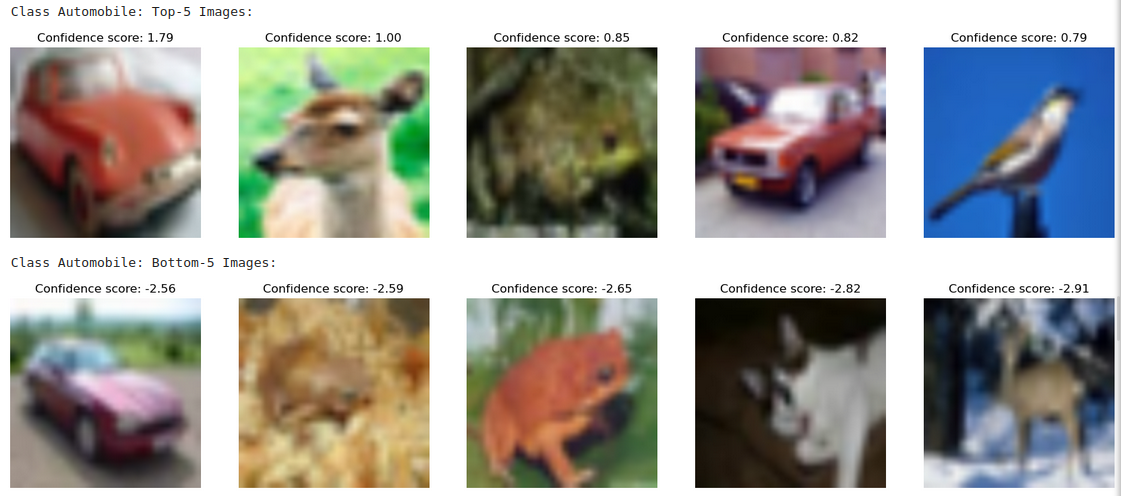 Class Automobile: Top-5 Images:
Confidence score: 1.79 Confidence score: 1.00 Confidence score: 0.85 Confidence score: 0.82 Confidence score: 0.79
Class Automobile: Bottom-5 Images:
Confidence score: -2.56 Confidence score: -2.59 Confidence score: -2.65 Confidence score: -2.82 Confidence score: -2.91